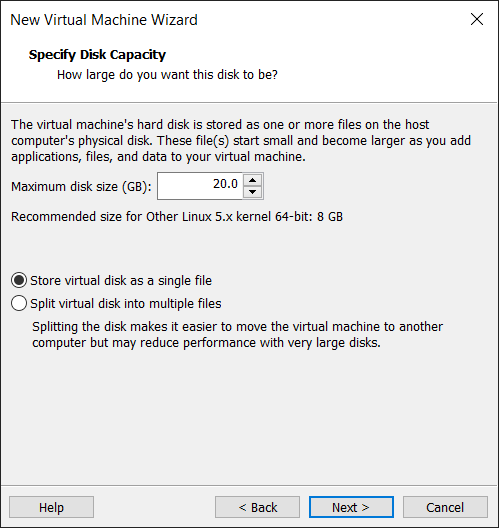 New Virtual Machine Wizard
Specify Disk Capacity
How large do you want this disk to be?
The virtual machine's hard disk is stored as one or more files on the host
computer's physical disk. These file(s) start small and become larger as you add
applications, files, and data to your virtual machine.
Maximum disk size (GB): 20.0
Recommended size for Other Linux 5.x kernel 64-bit: 8 GB
Store virtual disk as a single file
Split virtual disk into multiple files
Splitting the disk makes it easier to move the virtual machine to another
computer but may reduce performance with very large disks.
Help < Back Next > Cancel